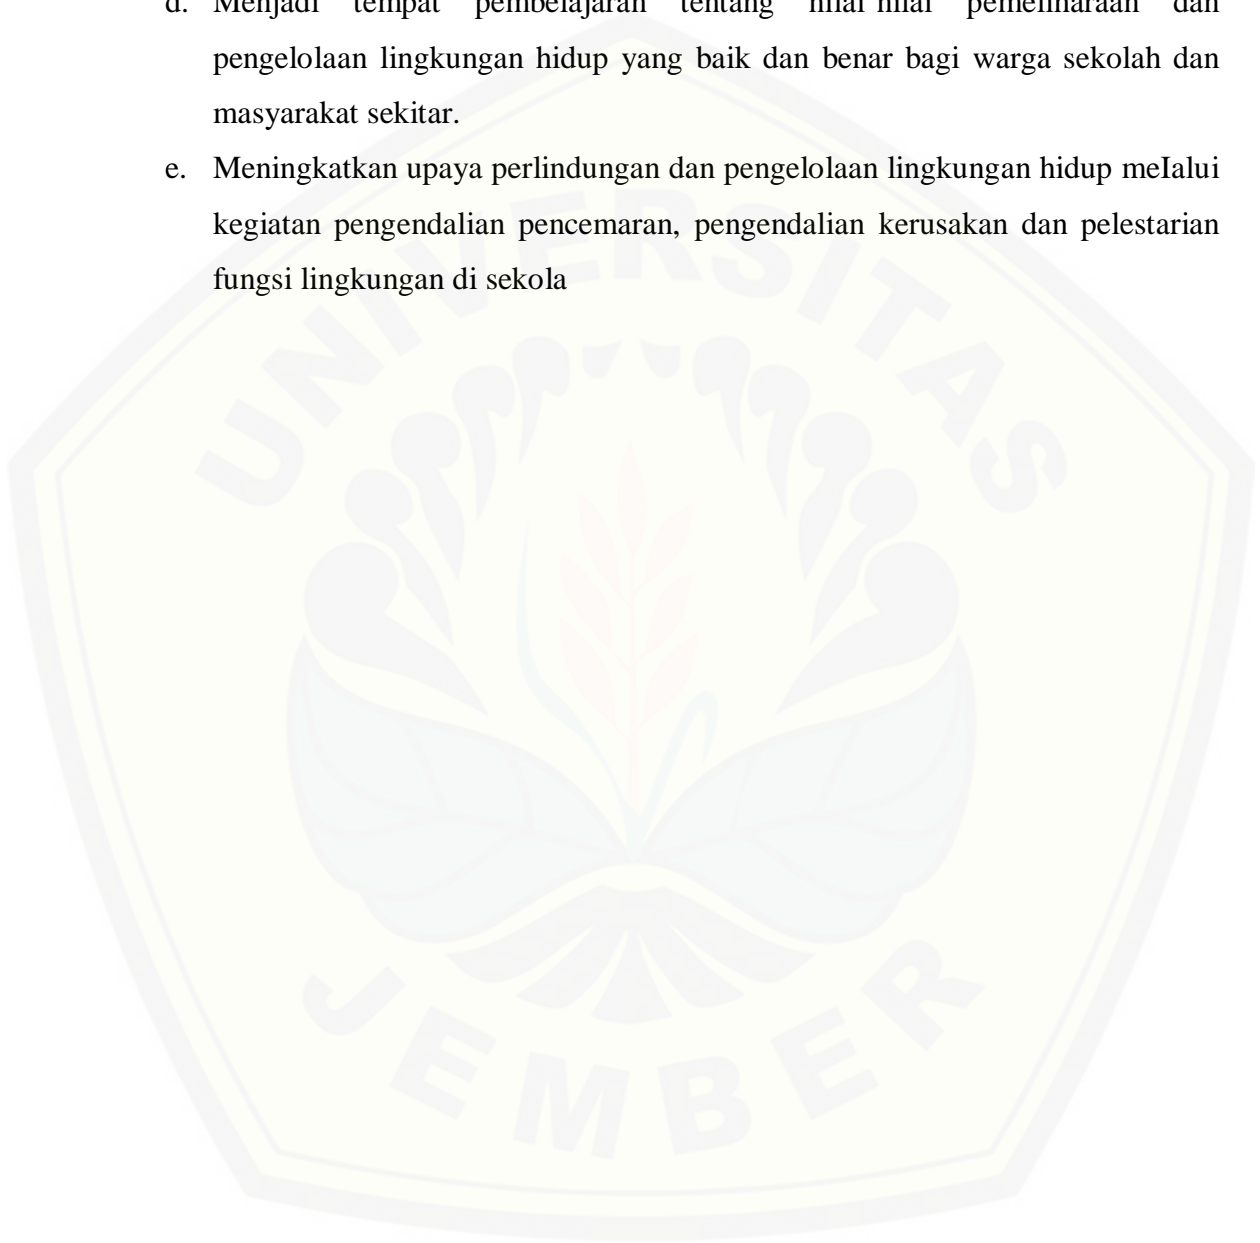 d. Menjadi tempat pembelajaran tentang nilai-nilai pemeliharaan dan
pengelolaan lingkungan hidup yang baik dan benar bagi warga sekolah dan
masyarakat sekitar.
e. Meningkatkan upaya perlindungan dan pengelolaan lingkungan hidup meIalui
kegiatan pengendalian pencemaran, pengendalian kerusakan dan pelestarian
fungsi lingkungan di sekola
UNIVERSITAS
JEMBER